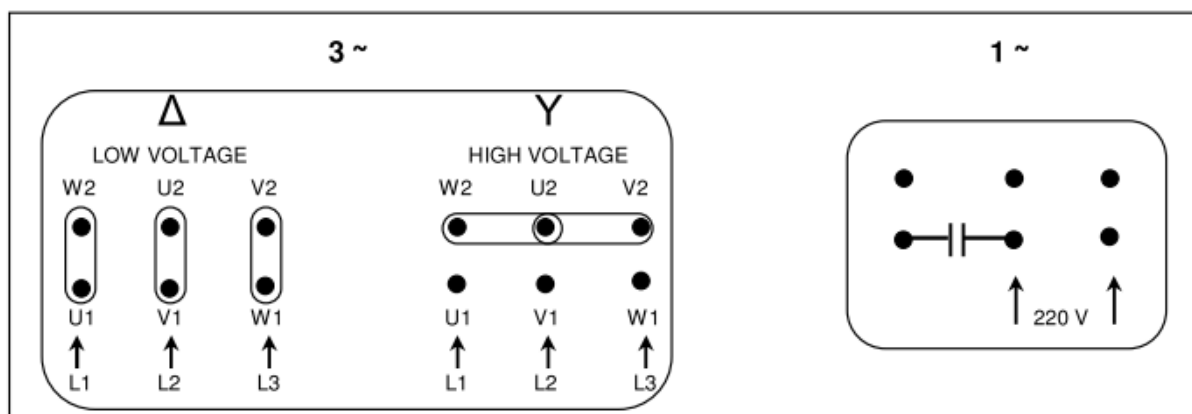 3 ~
1 ~
Δ
Y
LOW VOLTAGE
HIGH VOLTAGE
W2 U2 V2
W2 U2 V2
U1 V1 W1
U1 V1 W1
L1 L2 L3
L1 L2 L3
220 V